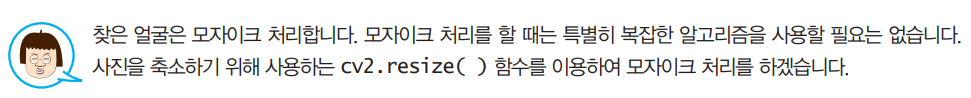 찾은 얼굴은 모자이크 처리합니다. 모자이크 처리를 할 때는 특별히 복잡한 알고리즘을 사용할 필요는 없습니다.
사진을 축소하기 위해 사용하는 cv2.resize( ) 함수를 이용하여 모자이크 처리를 하겠습니다.